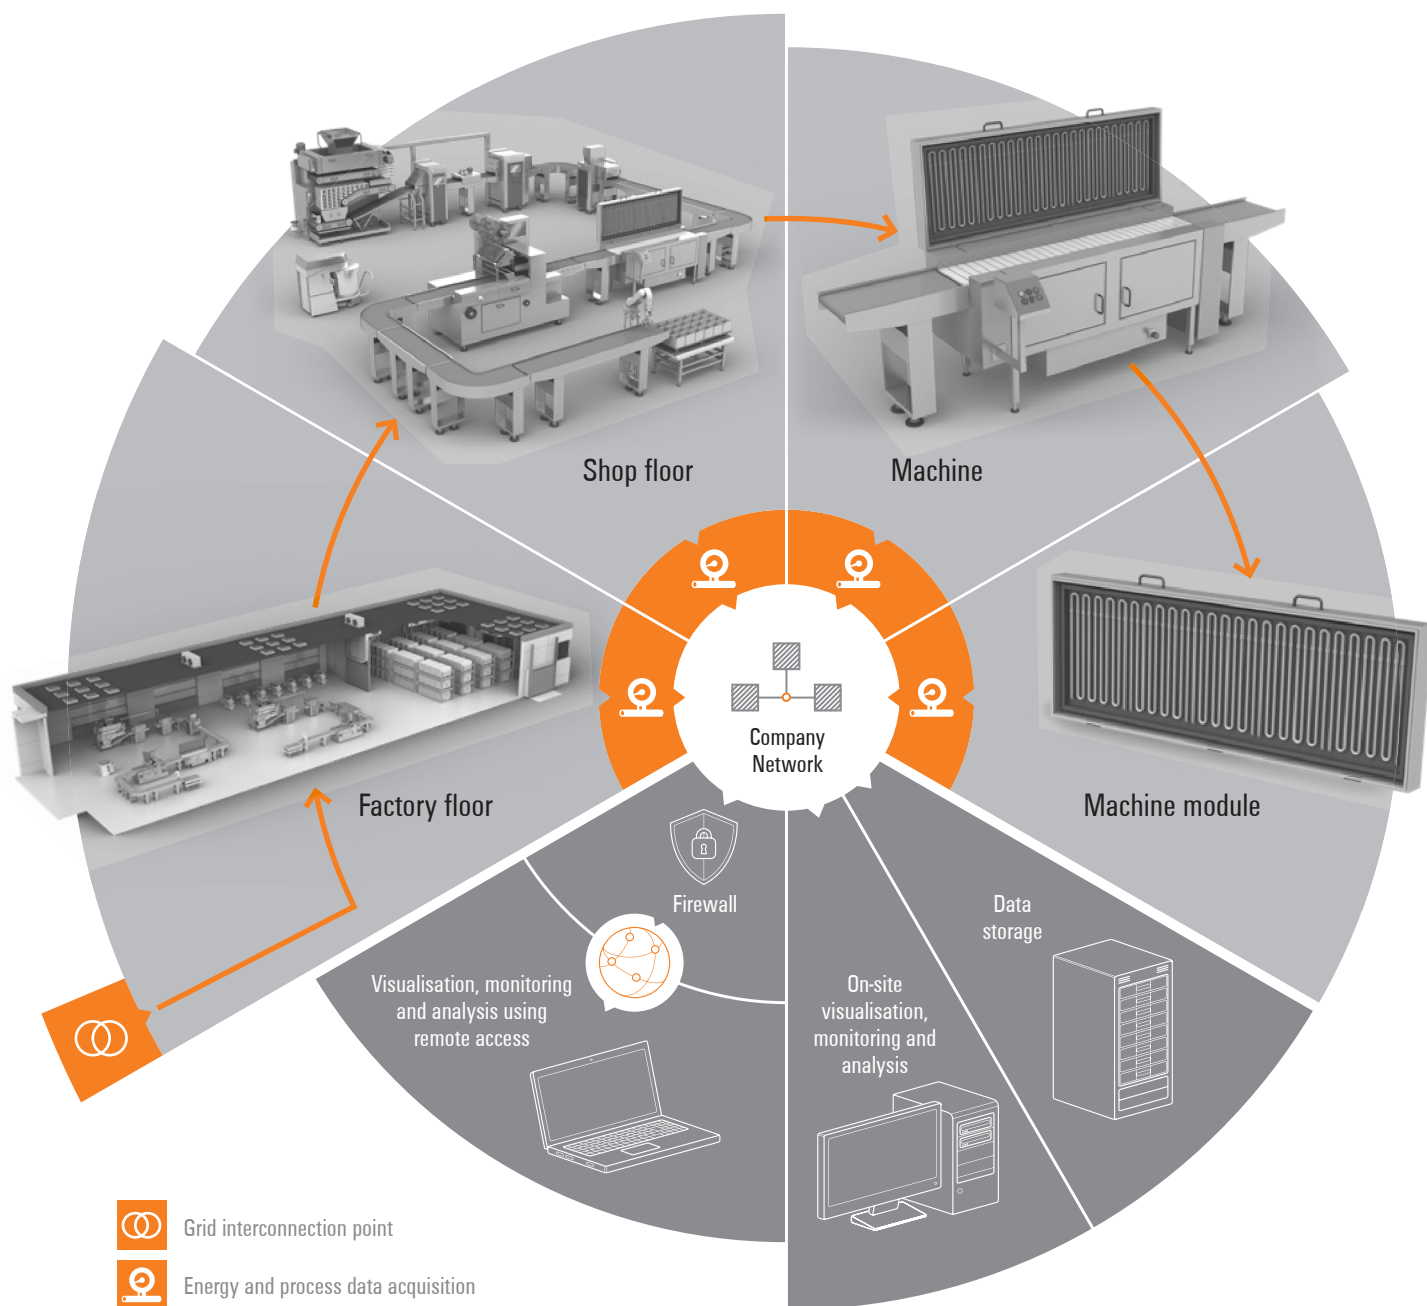 Shop floor
Machine
Company
Network
Factory floor
Machine module
Firewall
Data
storage
Visualisation, monitoring
and analysis using
remote access
On-site
visualisation,
monitoring and
analysis
Grid interconnection point
Energy and process data acquisition